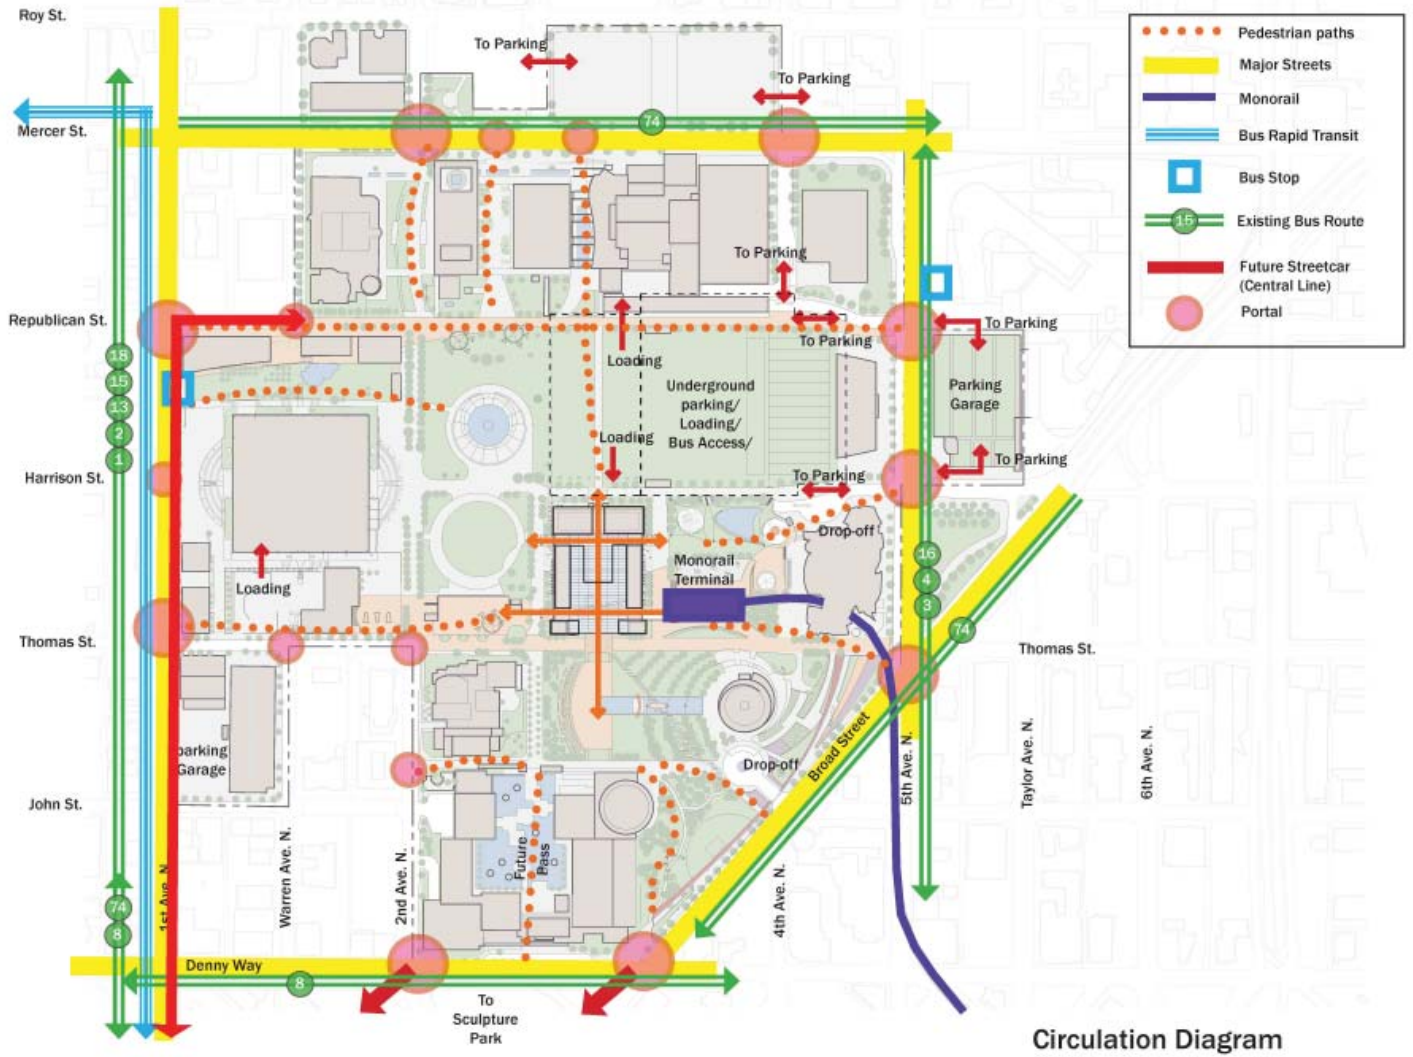 Roy St.
To Parking
To Parking
Pedestrian paths
Major Streets
Monorail
Bus Rapid Transit
Bus Stop
15
Existing Bus Route
Future Streetcar
(Central Line)
Portal
Mercer St.
74
To Parking
Republican St.
To Parking
To Parking
Loading
18
15
13
2
1
Underground
parking/
Loading/
Bus Access/
Parking
Garage
Loading
Harrison St.
To Parking
To Parking
Drop-off
Monorail
Terminal
Loading
16
4
3
74
Thomas St.
Thomas St.
parking
Garage
Drop-off
Broad Street
5th Ave. N.
Taylor Ave. N.
6th Ave. N.
John St.
Future
Pass
Warren Ave. N.
2nd Ave. N.
4th Ave. N.
1st Ave. N.
74
8
Denny Way
8
To
Sculpture
Park
Circulation Diagram